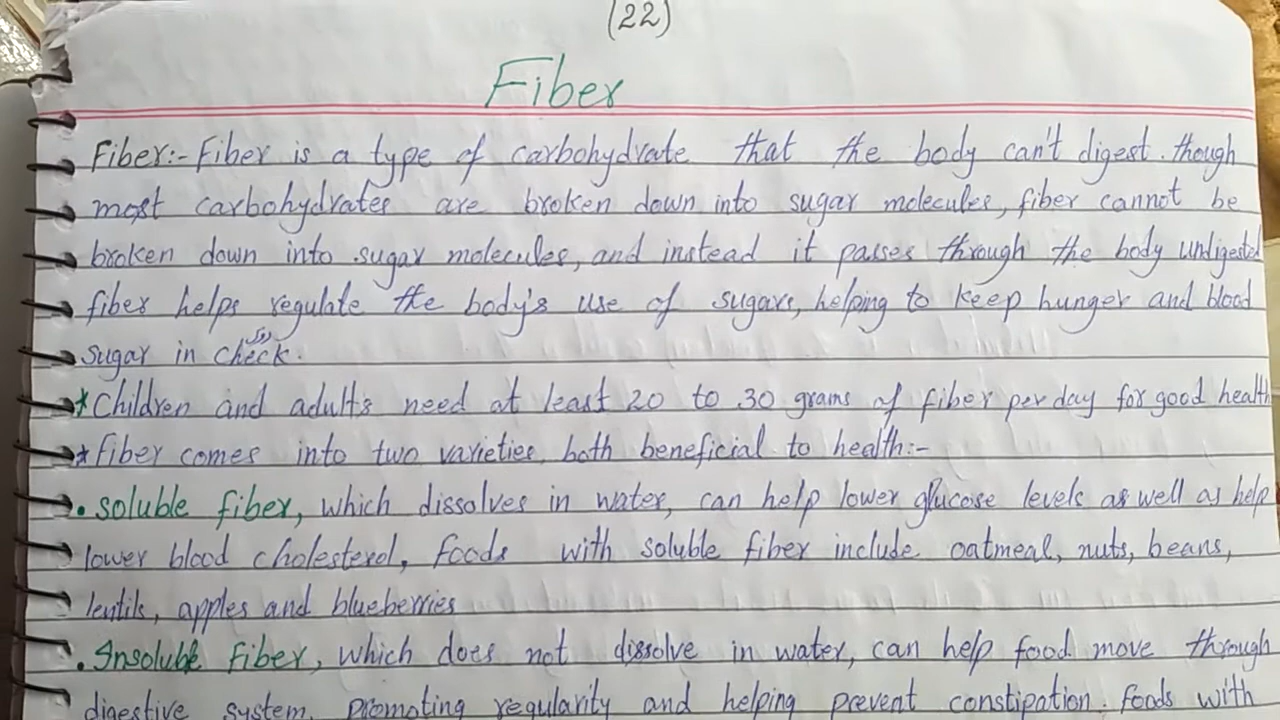 (22)
Fiber
Fiber:- Fiber is a type of carbohydrate that the body can't digest. though
most carbohydrates are broken down into sugar molecules, fiber cannot be
broken down into sugar molecules, and instead it passes through the body undigested
fiber helps regulate the body's use of sugars, helping to keep hunger and blood
sugar in check.
*Children and adults need at least 20 to 30 grams of fiber per day for good health
*fiber comes into two varieties, both beneficial to health:-
• soluble fiber, which dissolves in water, can help lower glucose levels as well as help
lower blood cholesterol, foods with soluble fiber include oatmeal, nuts, beans,
lentils, apples and blueberries
• Insoluble Fiber, which does not dissolve in water, can help food move through
digestive system, promoting regularity and helping prevent constipation. foods with